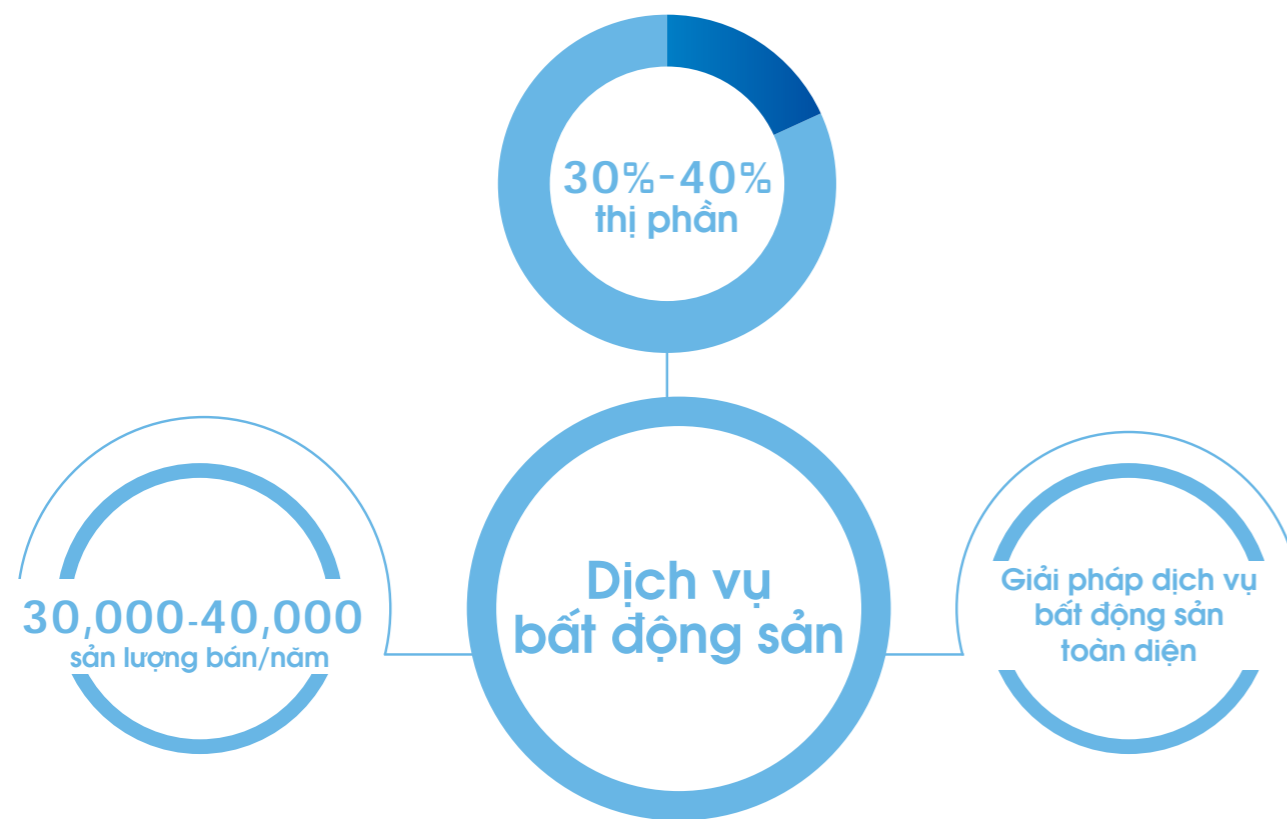 30%-40%
thị phần
Dịch vụ
bất động sản
30,000-40,000
sản lượng bán/năm
Giải pháp dịch vụ
bất động sản
toàn diện